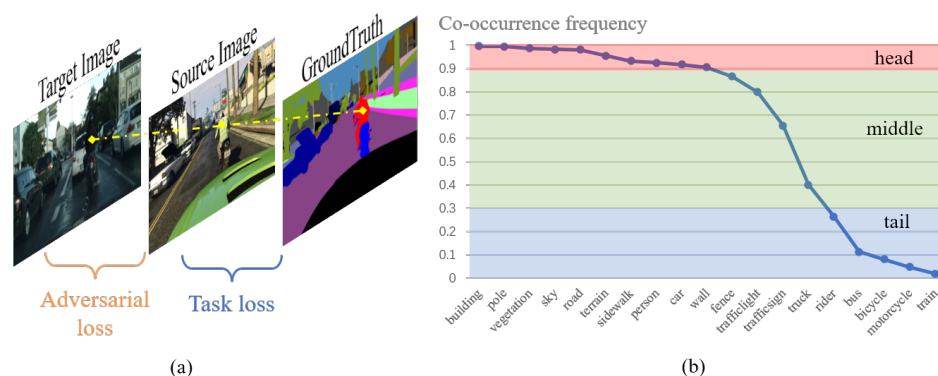 Target Image
Source Image
GroundTruth
Adversarial
loss
Task loss
(a)
Co-occurrence frequency
1
0.9
0.8
0.7
0.6
0.5
0.4
0.3
0.2
0.1
0
head
middle
tail
building
pole
vegetation
sky
road
terrain
sidewalk
person
car
wall
fence
trafficlight
trafficsign
truck
rider
bus
bicycle
motorcycle
train
(b)